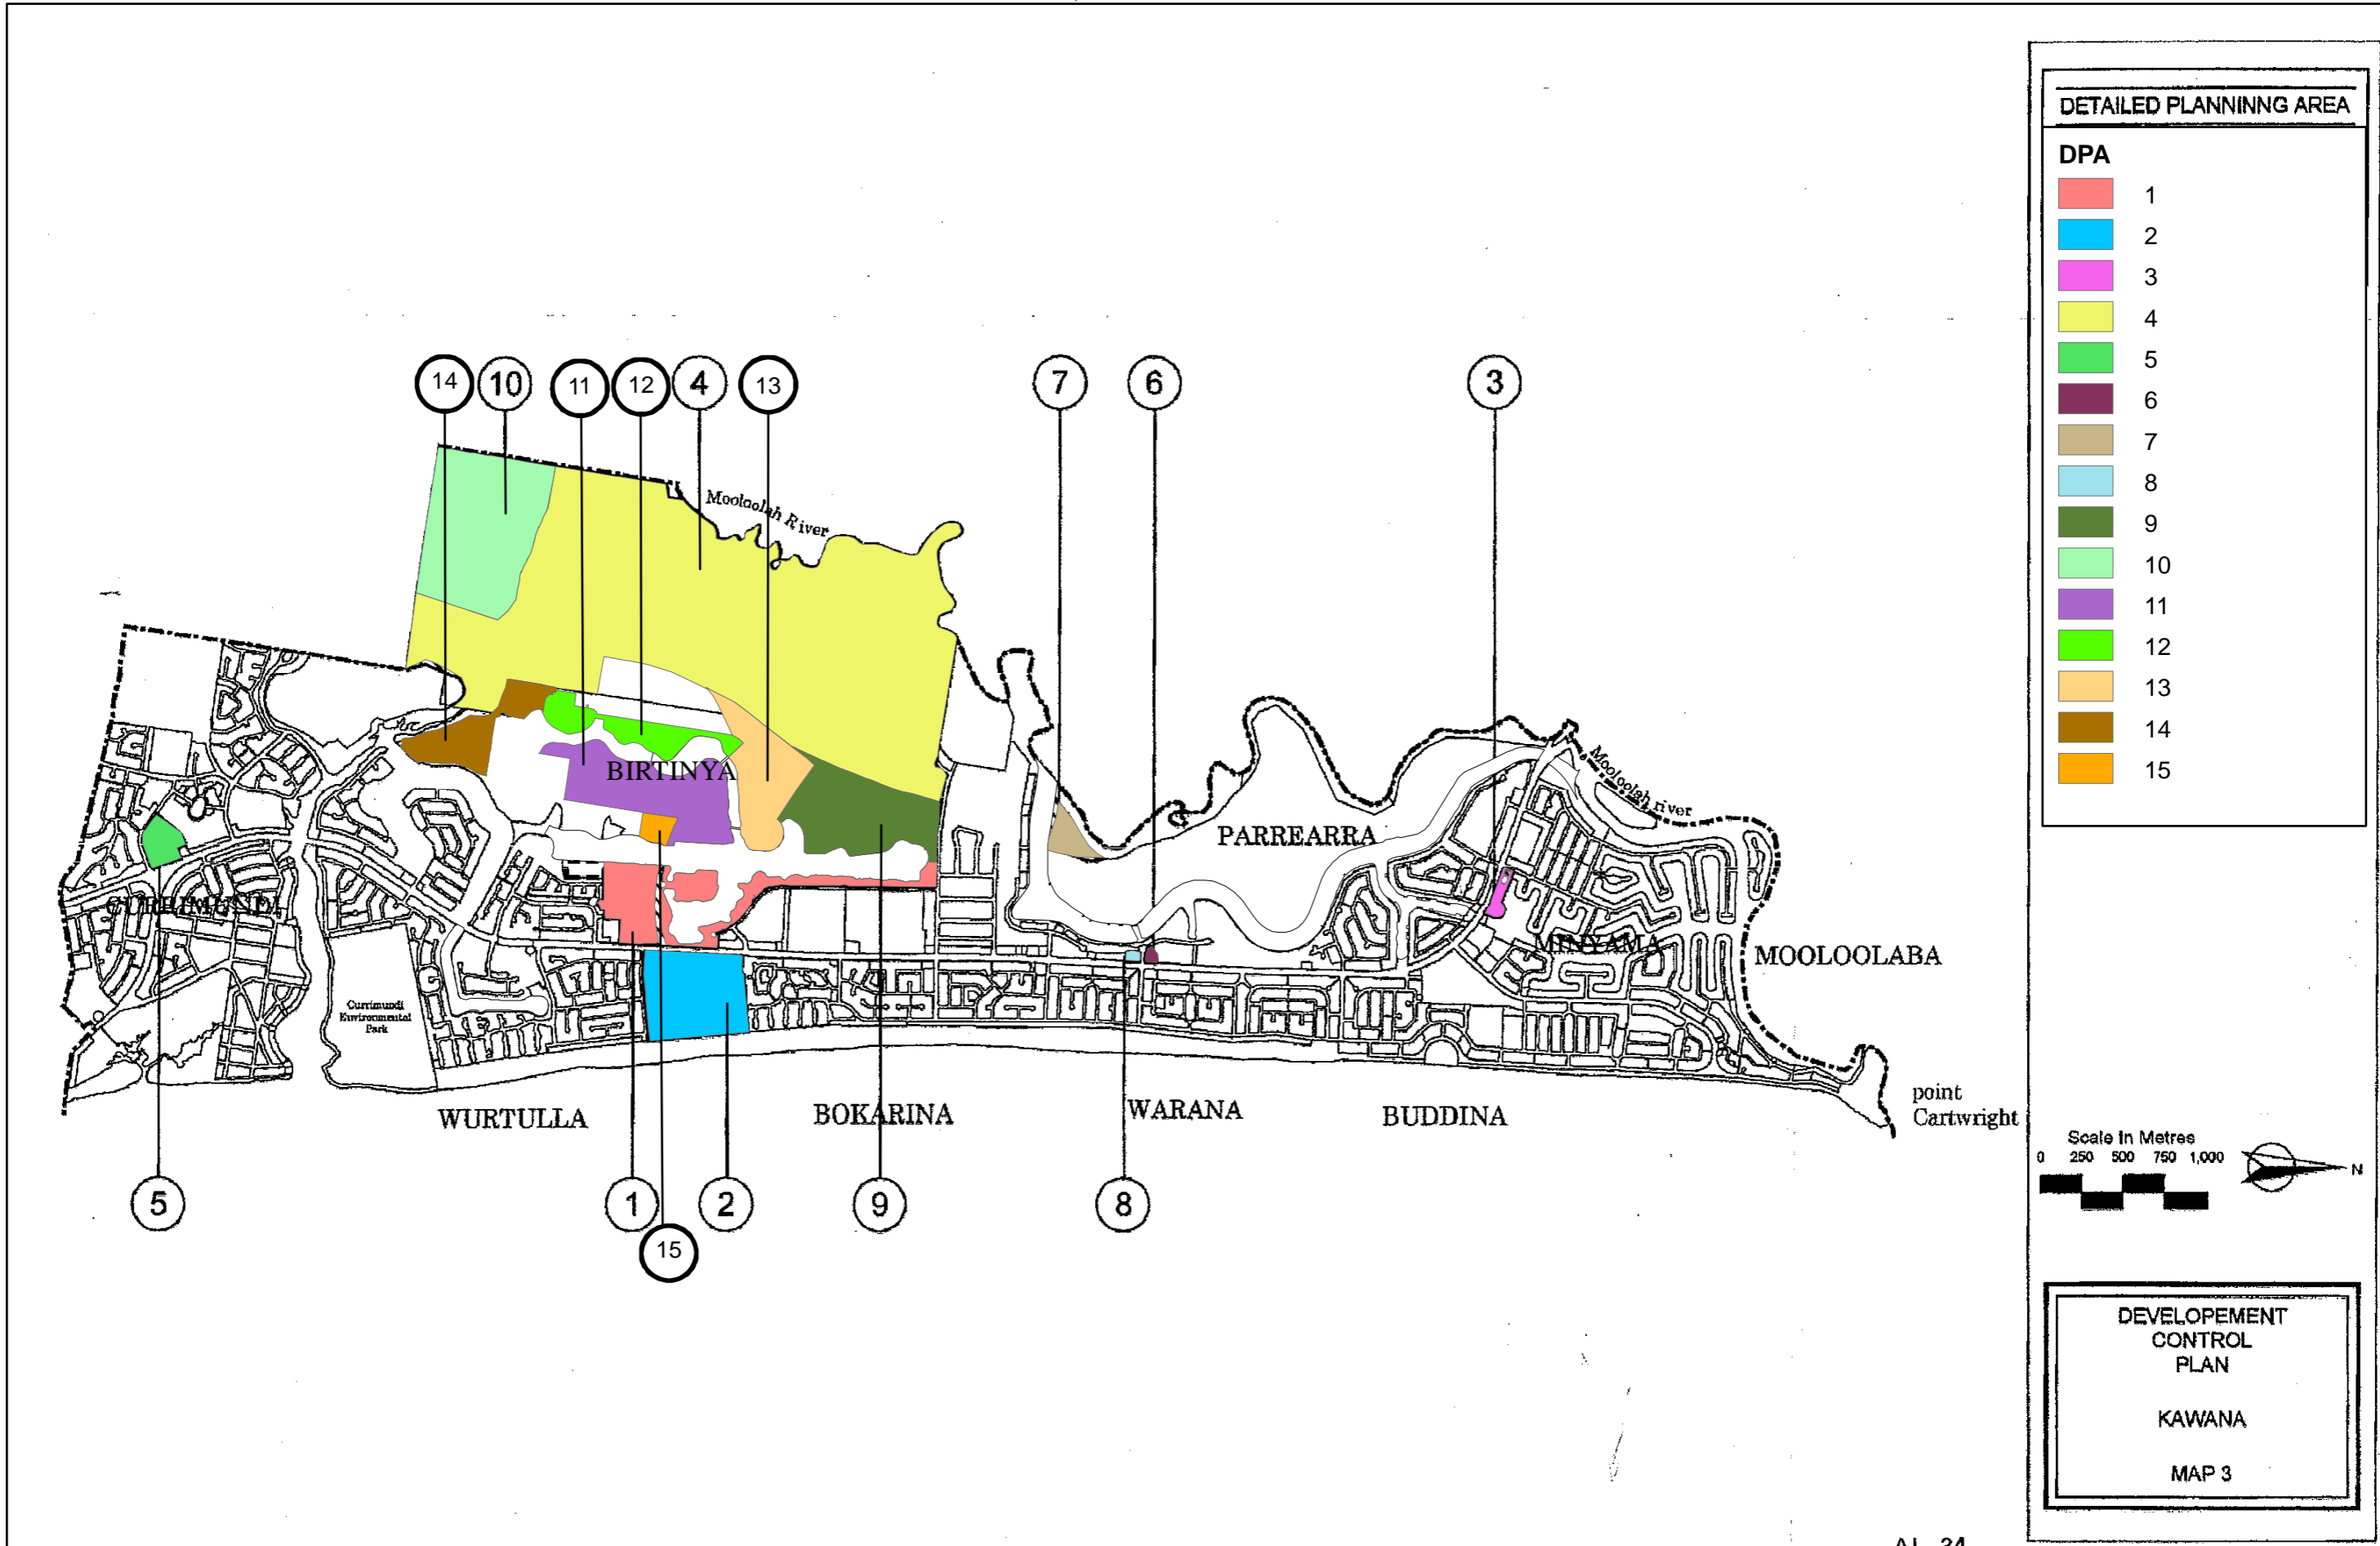 14
10
11
12
4
13
7
6
3
Mooloolah River
Mooloolah river
BIRTINYA
PARREARRA
CURRIMUNDI
MINYAMA
MOOLOOLABA
Currimundi
Environmental
Park
WURTULLA
BOKARINA
WARANA
BUDDINA
point
Cartwright
5
1
2
9
8
15
DETAILED PLANNINNG AREA
DPA
1
2
3
4
5
6
7
8
9
10
11
12
13
14
15
Scale In Metres
0 250 500 750 1,000
N
DEVELOPEMENT
CONTROL
PLAN
KAWANA
MAP 3